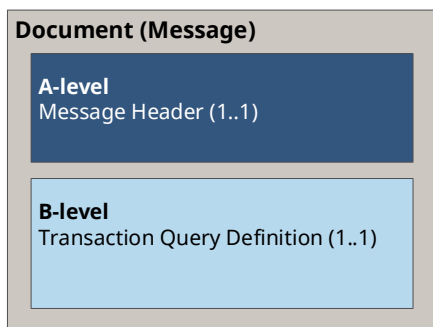 Document (Message)
A-level
Message Header (1..1)
B-level
Transaction Query Definition (1..1)